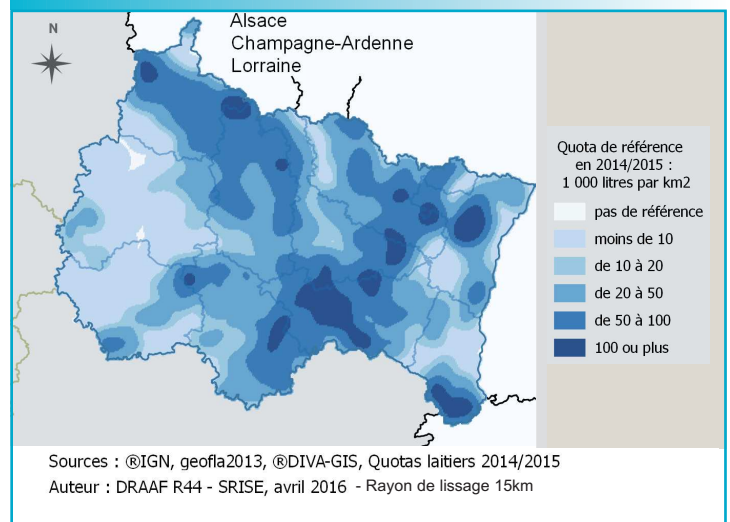 Alsace
Champagne-Ardenne
Lorraine
N
Quota de référence
en 2014/2015 :
1 000 litres par km2
pas de référence
moins de 10
de 10 à 20
de 20 à 50
de 50 à 100
100 ou plus
Sources : ®IGN, geofla2013, ®DIVA-GIS, Quotas laitiers 2014/2015
Auteur : DRAAF R44 - SRISE, avril 2016 - Rayon de lissage 15km